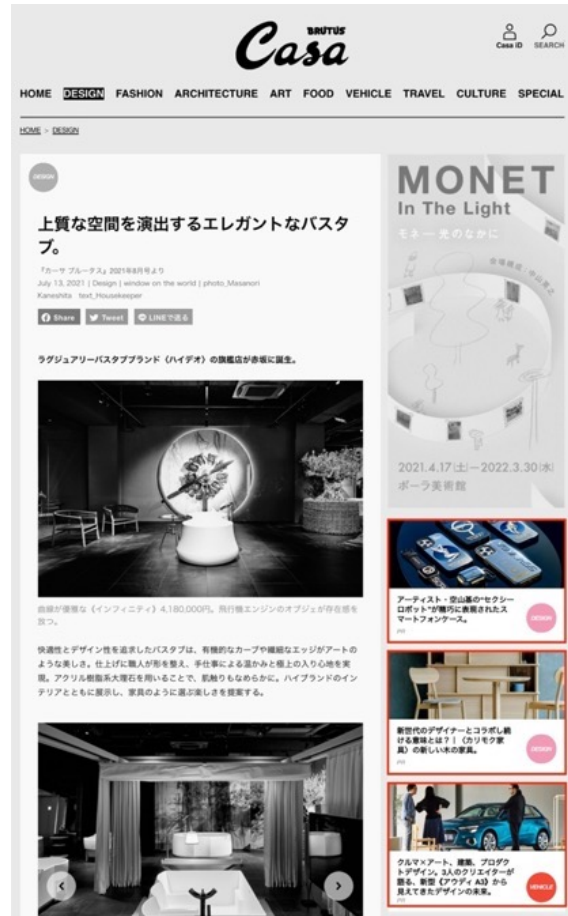 BRUTUS
Casa
Casa iD
SEARCH
HOME DESIGN FASHION ARCHITECTURE ART FOOD VEHICLE TRAVEL CULTURE SPECIAL
HOME > DESIGN
DESIGN
上質な空間を演出するエレガントなバスタ
ブ。
『カーサ ブルータス』2021年8月号より
July 13, 2021 | Design | window on the world | photo_Masanori
Kaneshita text_Housekeeper
Share
Tweet
LINEで送る
ラグジュアリーバスタブブランド〈ハイデオ〉の旗艦店が赤坂に誕生。
曲線が優雅な《インフィニティ》4,180,000円。飛行機エンジンのオブジェが存在感を
放つ。
快適性とデザイン性を追求したバスタブは、有機的なカーブや繊細なエッジがアートの
ような美しさ。仕上げに職人が形を整え、手仕事による温かみと極上の入り心地を実
現。アクリル樹脂系大理石を用いることで、肌触りもなめらかに。ハイブランドのイン
テリアとともに展示し、家具のように選ぶ楽しさを提案する。
MONET
In The Light
モネー光のなかに
会場構成:中山英之
2021.4.17(土)—2022.3.30(水)
ポーラ美術館
アーティスト・空山基の“セクシー
ロボット”が精巧に表現されたス
マートフォンケース。
PR
DESIGN
新世代のデザイナーとコラボし続
ける意味とは?|〈カリモク家
具〉の新しい木の家具。
PR
DESIGN
クルマ×アート、建築、プロダク
トデザイン。3人のクリエイターが
語る、新型《アウディ A3》から
見えてきたデザインの未来。
PR
VEHICLE